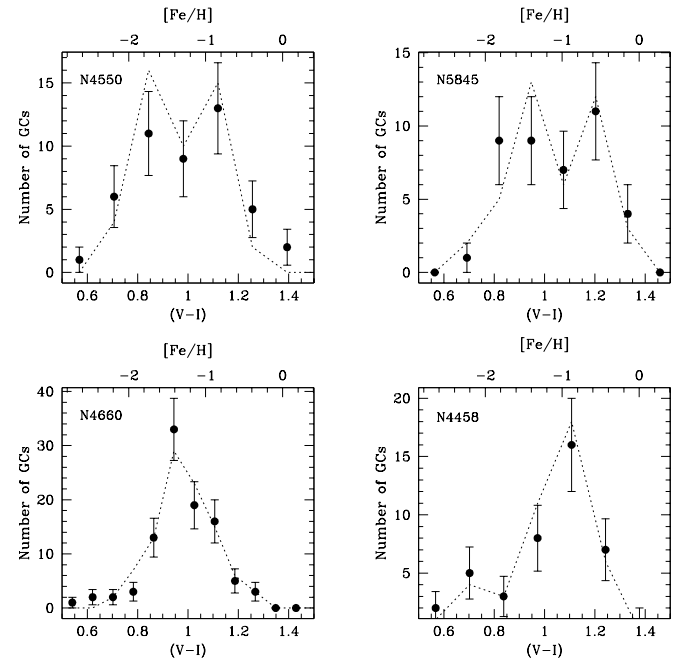 [Fe/H] [Fe/H]
−2 −1 0 −2 −1 0
N4550 N5845
Number of GCs
15
10
5
0
0.6 0.8 1 1.2 1.4
(V−I)
Number of GCs
15
10
5
0
0.6 0.8 1 1.2 1.4
(V−I)
[Fe/H] [Fe/H]
−2 −1 0 −2 −1 0
N4660 N4458
Number of GCs
40
30
20
10
0
0.6 0.8 1 1.2 1.4
(V−I)
Number of GCs
20
15
10
5
0.6 0.8 1 1.2 1.4
(V−I)